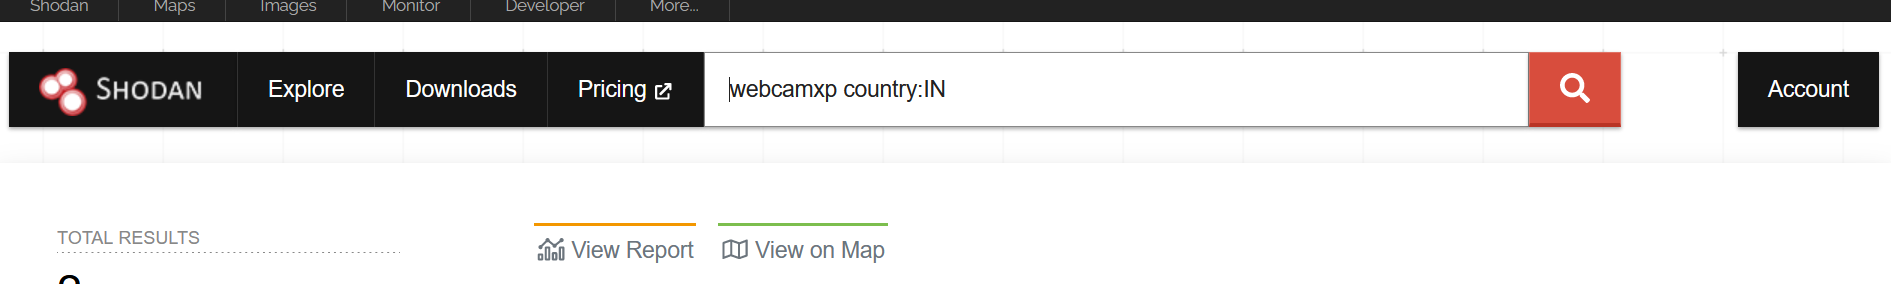 Shodan Maps Images Monitor Developer More...
SHODAN Explore Downloads Pricing webcamxp country:IN Account
TOTAL RESULTS
View Report View on Map